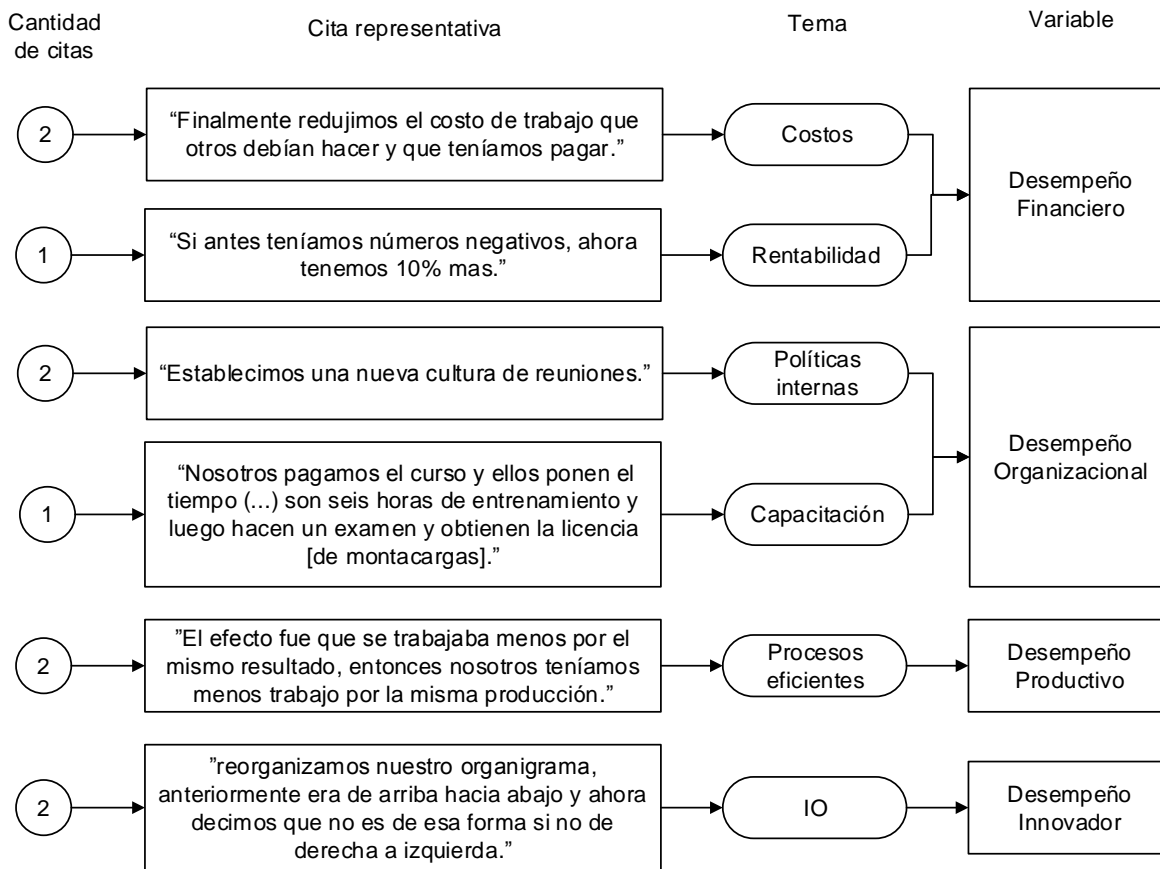 Cantidad
de citas
Cita representativa
Tema
Variable
2
“Finalmente redujimos el costo de trabajo que
otros debían hacer y que teníamos pagar.”
Costos
Desempeño
Financiero
1
“Si antes teníamos números negativos, ahora
tenemos 10% mas.”
Rentabilidad
2
“Establecimos una nueva cultura de reuniones.”
Políticas
internas
Desempeño
Organizacional
1
“Nosotros pagamos el curso y ellos ponen el
tiempo (...) son seis horas de entrenamiento y
luego hacen un examen y obtienen la licencia
[de montacargas].”
Capacitación
2
”El efecto fue que se trabajaba menos por el
mismo resultado, entonces nosotros teníamos
menos trabajo por la misma producción.”
Procesos
eficientes
Desempeño
Productivo
2
”reorganizamos nuestro organigrama,
anteriormente era de arriba hacia abajo y ahora
decimos que no es de esa forma si no de
derecha a izquierda.”
IO
Desempeño
Innovador